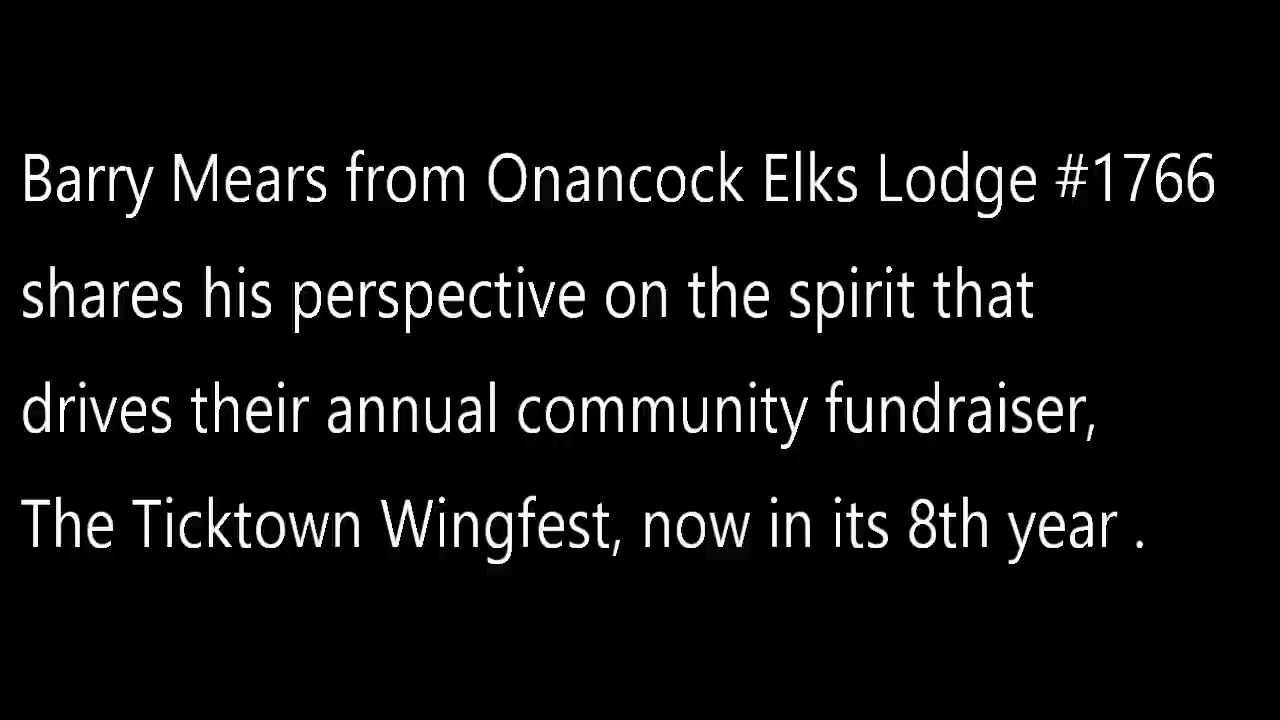 Barry Mears from Onancock Elks Lodge #1766
shares his perspective on the spirit that
drives their annual community fundraiser,
The Ticktown Wingfest, now in its 8th year .